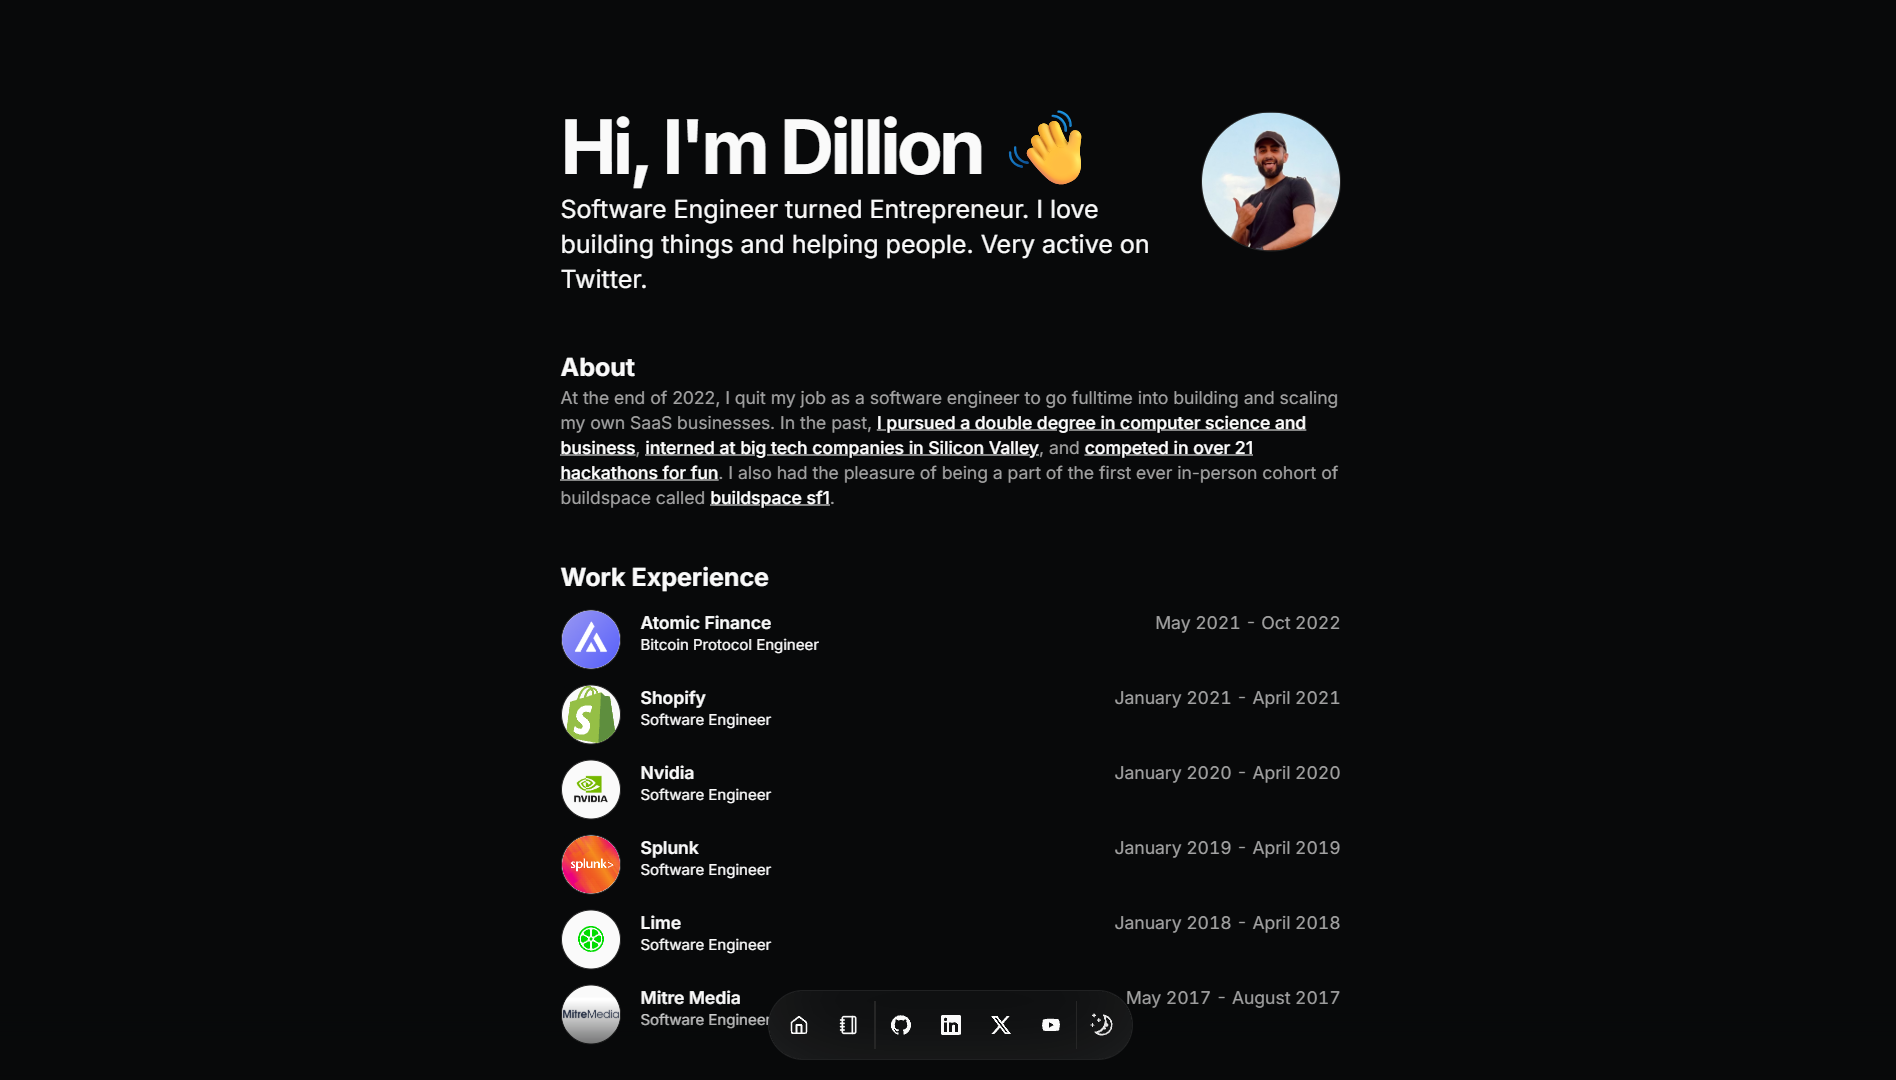 Hi, I'm Dillion 👋
Software Engineer turned Entrepreneur. I love
building things and helping people. Very active on
Twitter.
About
At the end of 2022, I quit my job as a software engineer to go fulltime into building and scaling
my own SaaS businesses. In the past, I pursued a double degree in computer science and
business, interned at big tech companies in Silicon Valley, and competed in over 21
hackathons for fun. I also had the pleasure of being a part of the first ever in-person cohort of
buildspace called buildspace sf1.
Work Experience
Atomic Finance
May 2021 - Oct 2022
Bitcoin Protocol Engineer
Shopify
January 2021 - April 2021
Software Engineer
NVIDIA
Nvidia
January 2020 - April 2020
Software Engineer
splunk>
Splunk
January 2019 - April 2019
Software Engineer
Lime
January 2018 - April 2018
Software Engineer
MitreMedia
Mitre Media
May 2017 - August 2017
Software Engineer